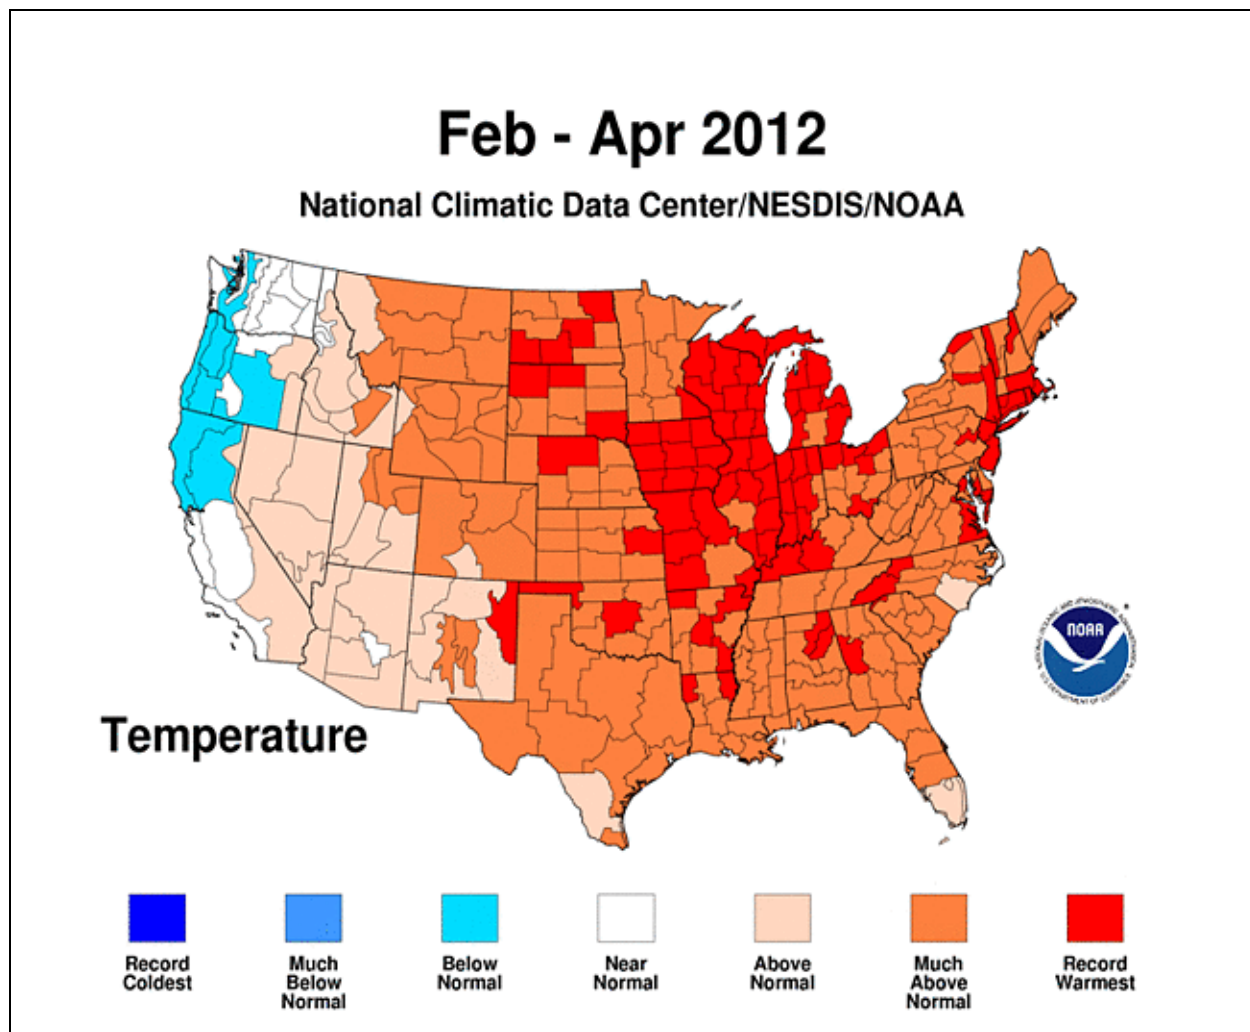 Feb - Apr 2012
National Climatic Data Center/NESDIS/NOAA
NOAA
Temperature
Record
Coldest
Much
Below
Normal
Below
Normal
Near
Normal
Above
Normal
Much
Above
Normal
Record
Warmest